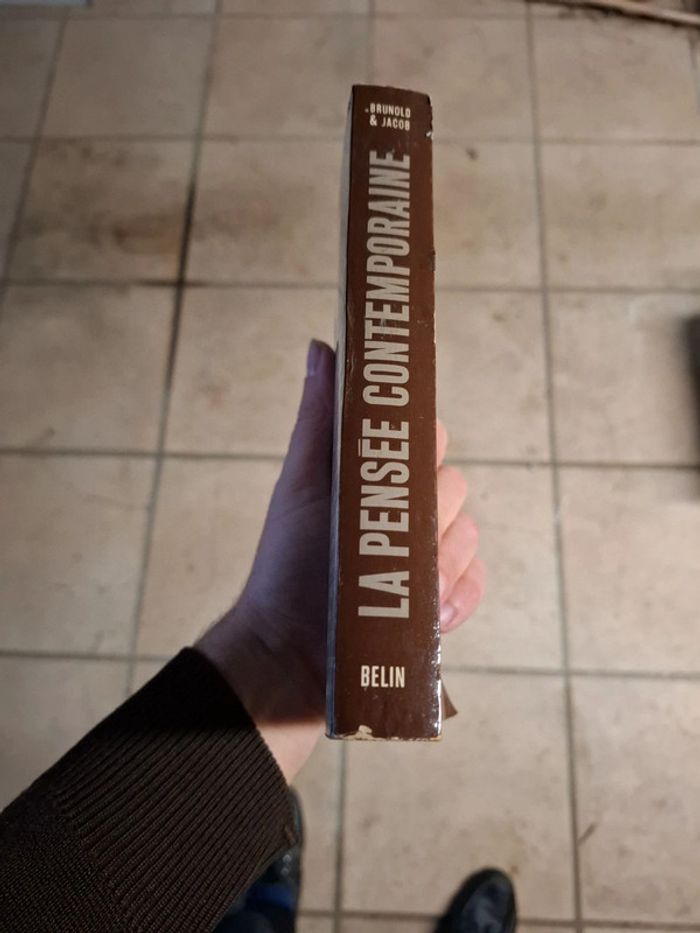 BRUNOLD
& JACOB
LA PENSÉE CONTEMPORAINE
BELIN